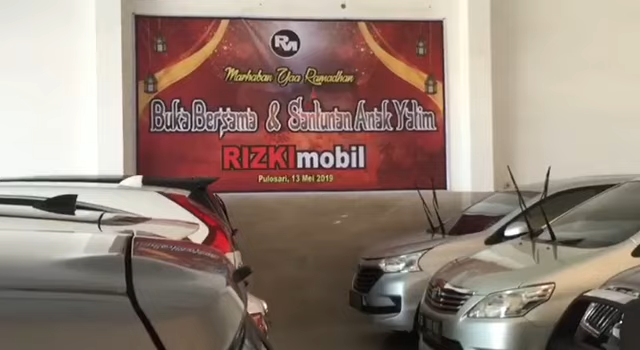 RM
Marhaban Yaa Ramadhan
Buka Bersama & Santunan Anak Yatim
RIZKI mobil
Pulosari, 13 Mei 2019